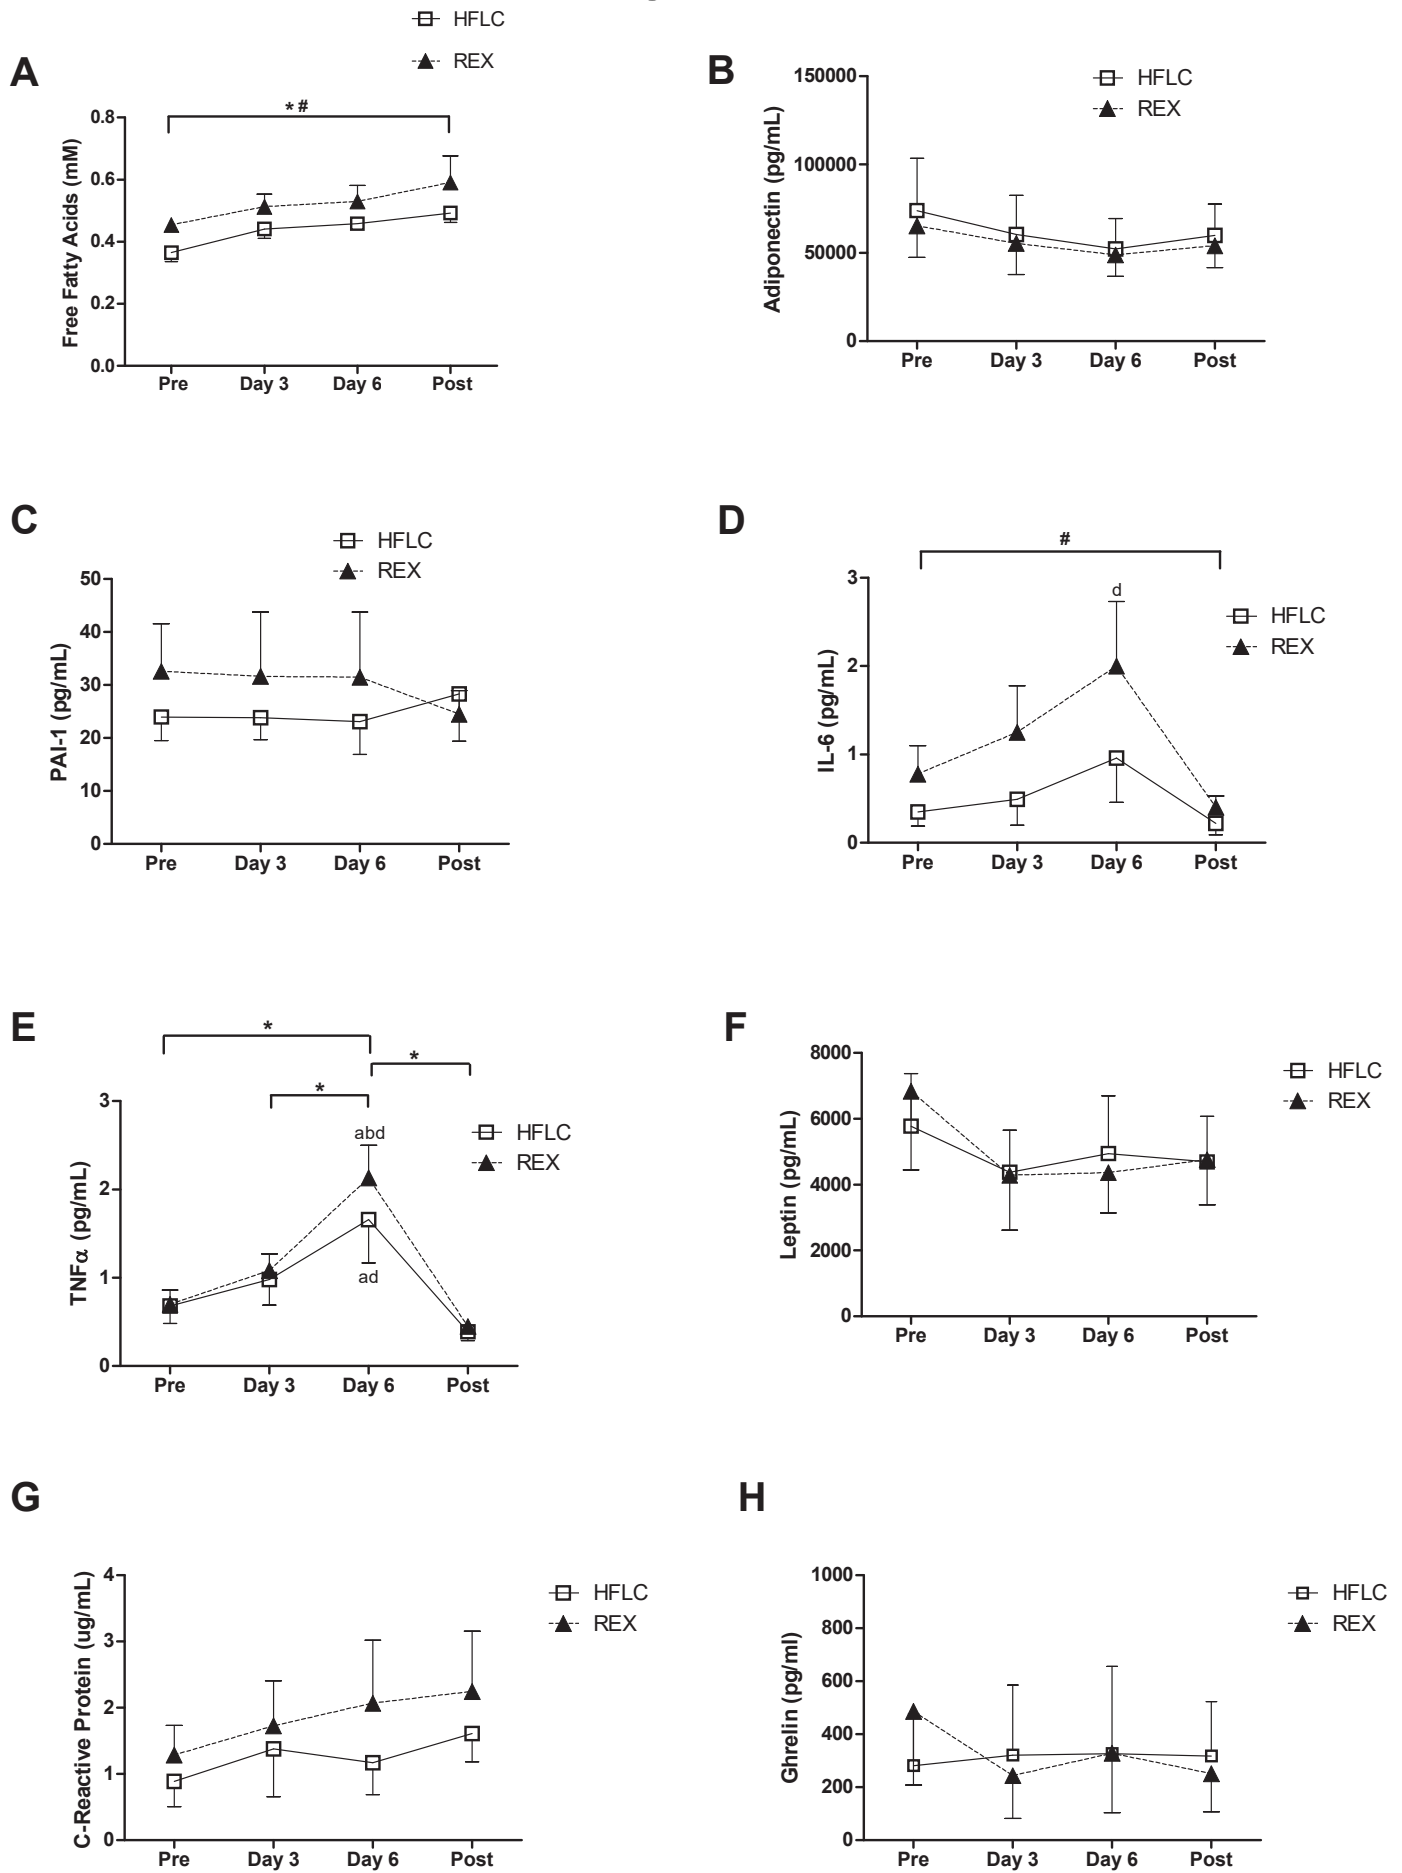 HFLC
REX
A
* #
0.8
0.6
0.4
0.2
0.0
Free Fatty Acids (mM)
Pre Day 3 Day 6 Post
B
HFLC
REX
150000
100000
50000
0
Adiponectin (pg/mL)
Pre Day 3 Day 6 Post
C
HFLC
REX
50
40
30
20
10
0
PAI-1 (pg/mL)
Pre Day 3 Day 6 Post
D
#
d
HFLC
REX
3
2
1
0
IL-6 (pg/mL)
Pre Day 3 Day 6 Post
E
*
*
*
abd
ad
HFLC
REX
3
2
1
0
TNFα (pg/mL)
Pre Day 3 Day 6 Post
F
HFLC
REX
8000
6000
4000
2000
0
Leptin (pg/mL)
Pre Day 3 Day 6 Post
G
HFLC
REX
4
3
2
1
0
C-Reactive Protein (ug/mL)
Pre Day 3 Day 6 Post
H
HFLC
REX
1000
800
600
400
200
0
Ghrelin (pg/ml)
Pre Day 3 Day 6 Post